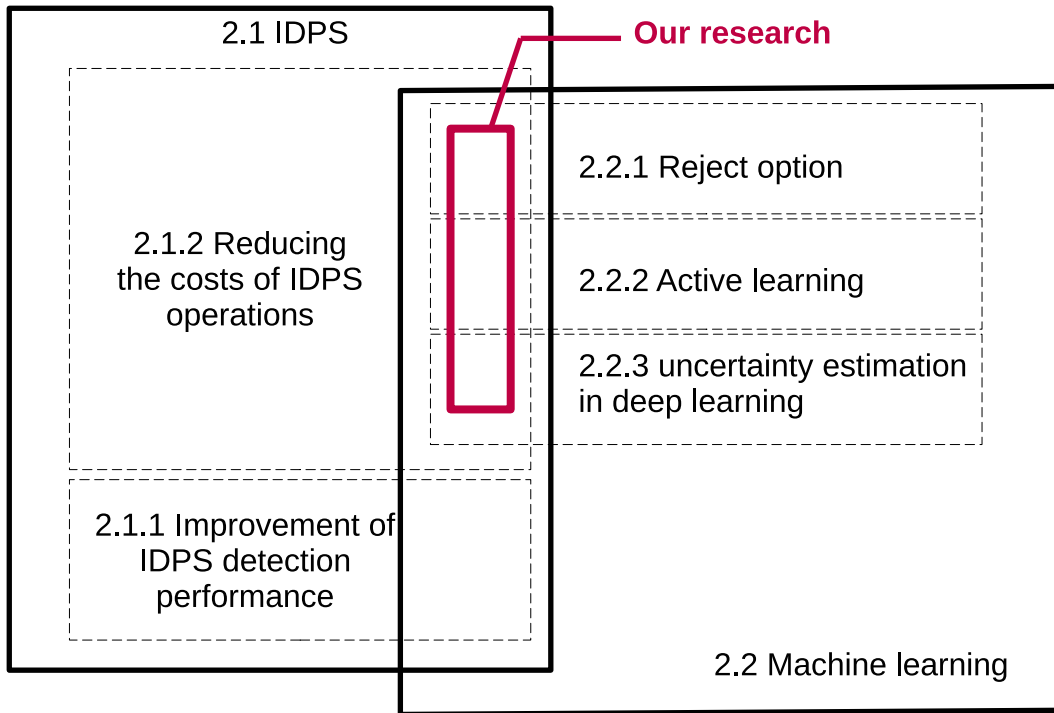 2.1 IDPS
Our research
2.2.1 Reject option
2.1.2 Reducing
the costs of IDPS
operations
2.2.2 Active learning
2.2.3 uncertainty estimation
in deep learning
2.1.1 Improvement of
IDPS detection
performance
2.2 Machine learning